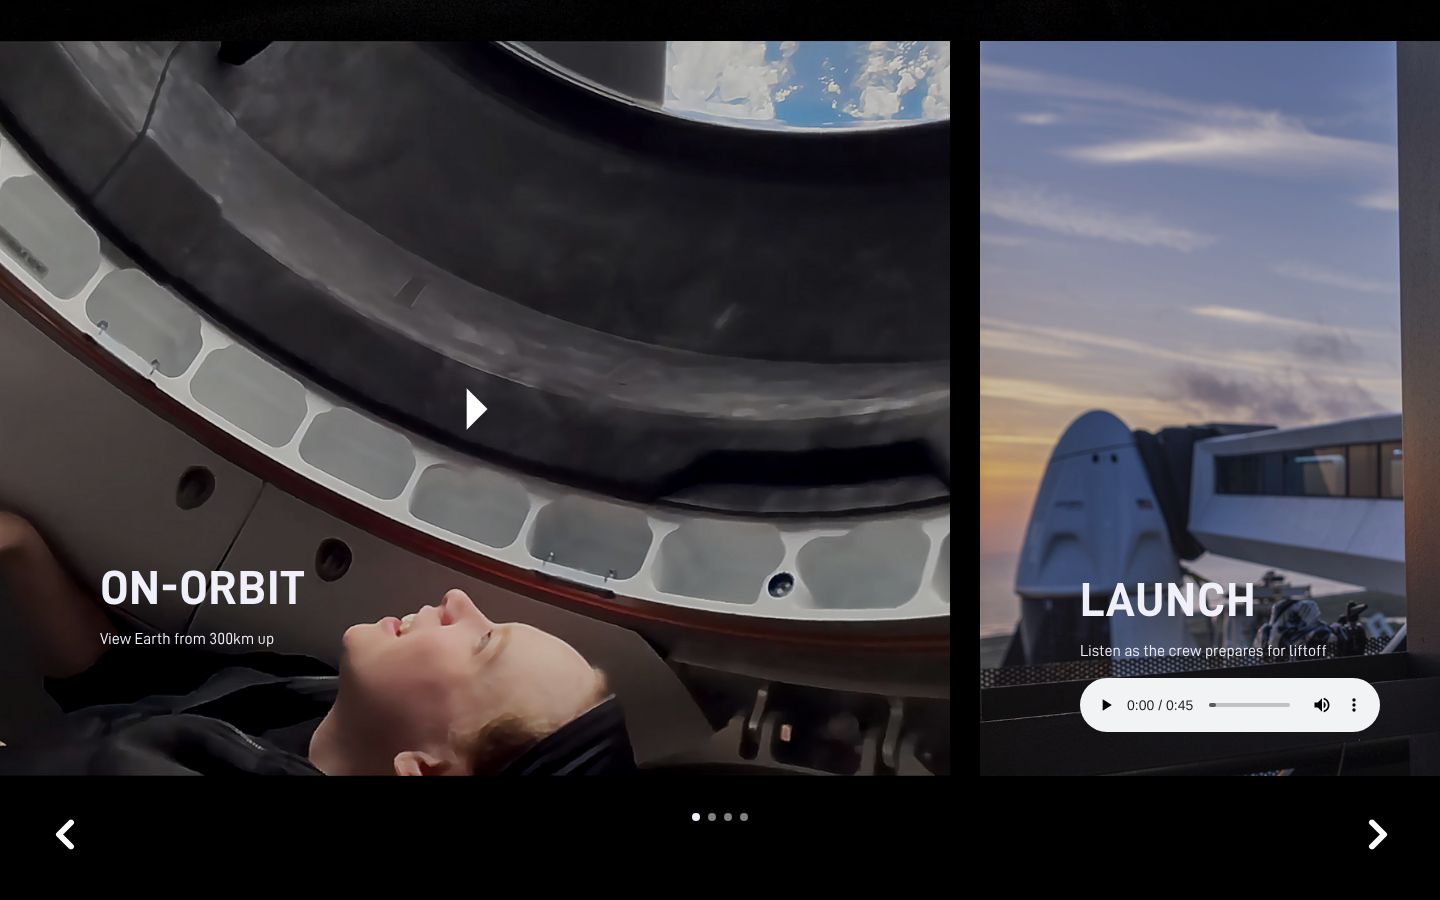 ON-ORBIT
View Earth from 300km up
LAUNCH
Listen as the crew prepares for liftoff
0:00 / 0:45